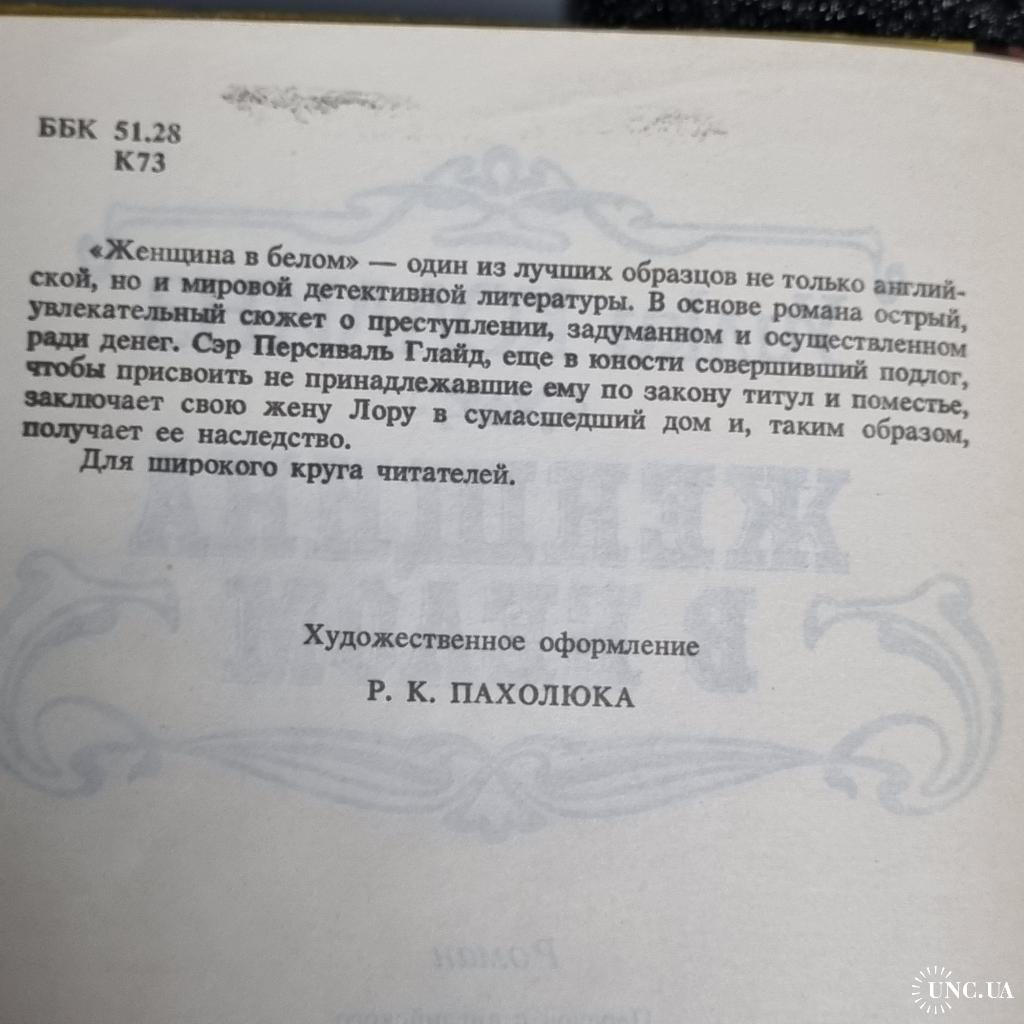 ББК 51.28
К73
«Женщина в белом» — один из лучших образцов не только англий-
ской, но и мировой детективной литературы. В основе романа острый,
увлекательный сюжет о преступлении, задуманном и осуществленном
ради денег. Сэр Персиваль Глайд, еще в юности совершивший подлог,
чтобы присвоить не принадлежавшие ему по закону титул и поместье,
заключает свою жену Лору в сумасшедший дом и, таким образом,
получает ее наследство.
Для широкого круга читателей.
Художественное оформление
Р. К. ПАХОЛЮКА
ЖЕНЩИНА
В БЕЛОМ
Роман
UNC.UA